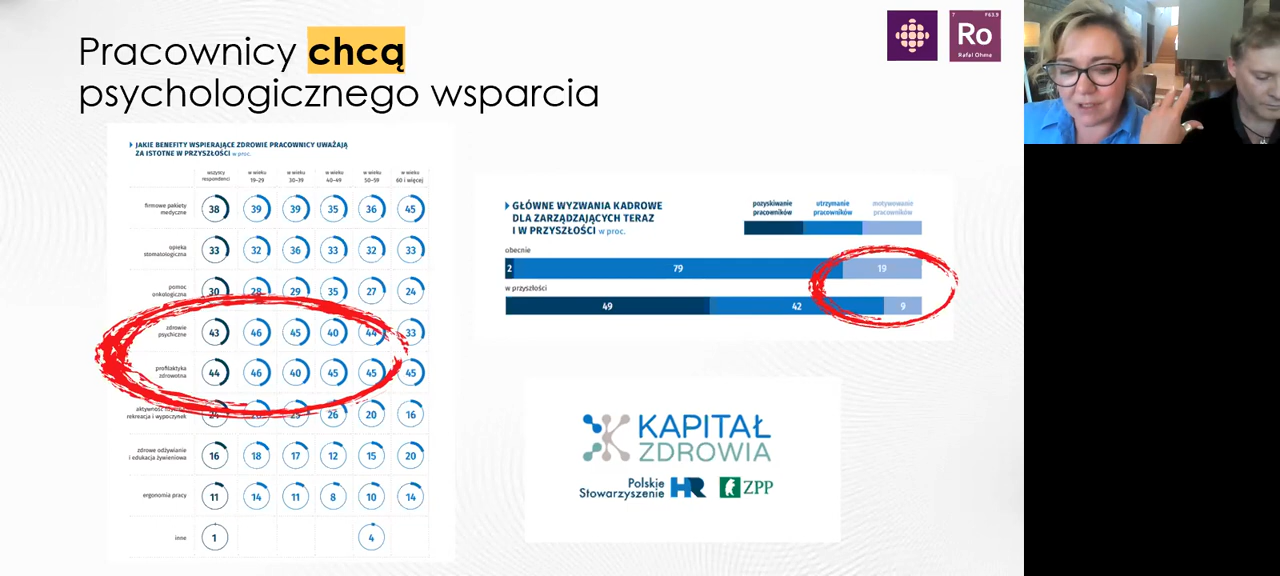 Pracownicy chcą
psychologicznego wsparcia
7 F63.9
Ro
Rafał Ohme
JAKIE BENEFITY WSPIERAJĄCE ZDROWIE PRACOWNICY UWAŻAJĄ
ZA ISTOTNE W PRZYSZŁOŚCI w proc.
wszyscy respondenci w wieku 19–29 w wieku 30–39 w wieku 40–49 w wieku 50–59 w wieku 60 i więcej
firmowe pakiety medyczne 38 39 39 35 36 45
opieka stomatologiczna 33 32 36 33 32 33
pomoc onkologiczna 30 28 29 35 27 24
zdrowie psychiczne 43 46 45 40 44 33
profilaktyka zdrowotna 44 46 40 45 45 45
rekreacja i wypoczynek 26 20 16
zdrowe odżywianie i edukacja żywieniowa 16 18 17 12 15 20
ergonomia pracy 11 14 11 8 10 14
inne 1 4
GŁÓWNE WYZWANIA KADROWE
DLA ZARZĄDZAJĄCYCH TERAZ
I W PRZYSZŁOŚCI w proc.
pozyskiwanie pracowników utrzymanie pracowników motywowanie pracowników
obecnie
2 79 19
w przyszłości
49 42 9
KAPITAŁ
ZDROWIA
Polskie
Stowarzyszenie HR ZPP